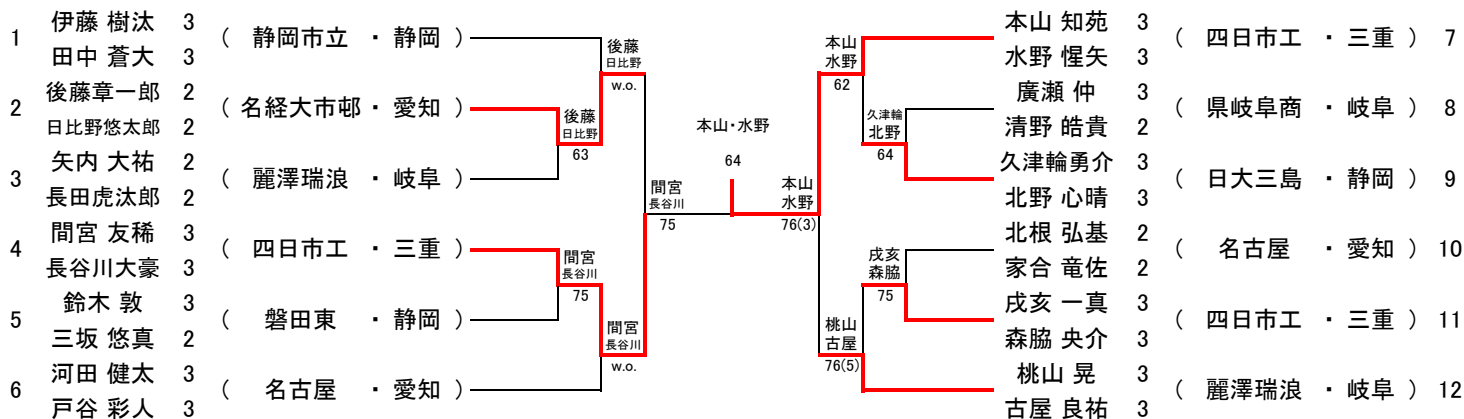 1 伊藤 樹汰 3 ( 静岡市立 ・ 静岡 )
田中 蒼大 3
2 後藤章一郎 2 ( 名経大市邨 ・ 愛知 )
日比野悠太郎 2
3 矢内 大祐 2 ( 麗澤瑞浪 ・ 岐阜 )
長田虎汰郎 2
4 間宮 友稀 3 ( 四日市工 ・ 三重 )
長谷川大豪 3
5 鈴木 敦 3 ( 磐田東 ・ 静岡 )
三坂 悠真 2
6 河田 健太 3 ( 名古屋 ・ 愛知 )
戸谷 彩人 3
後藤
日比野
63
間宮
長谷川
75
後藤
日比野
w.o.
間宮
長谷川
w.o.
間宮
長谷川
75
本山・水野
64
本山
水野
76(3)
本山
水野
62
桃山
古屋
76(5)
久津輪
北野
64
戌亥
森脇
75
本山 知苑 3 ( 四日市工 ・ 三重 ) 7
水野 惺矢 3
廣瀬 仲 3 ( 県岐阜商 ・ 岐阜 ) 8
清野 皓貴 2
久津輪勇介 3 ( 日大三島 ・ 静岡 ) 9
北野 心晴 3
北根 弘基 2 ( 名古屋 ・ 愛知 ) 10
家合 竜佐 2
戌亥 一真 3 ( 四日市工 ・ 三重 ) 11
森脇 央介 3
桃山 晃 3 ( 麗澤瑞浪 ・ 岐阜 ) 12
古屋 良祐 3